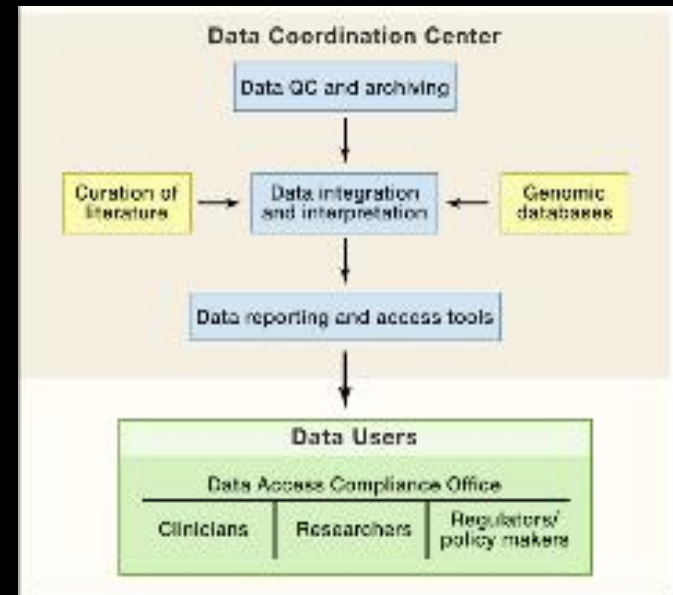 Data Coordination Center
Data QC and archiving
Curation of
literature
Data integration
and interpretation
Genomic
databases
Data reporting and access tools
Data Users
Data Access Compliance Office
Clinicians
Researchers
Regulators/
policy makers